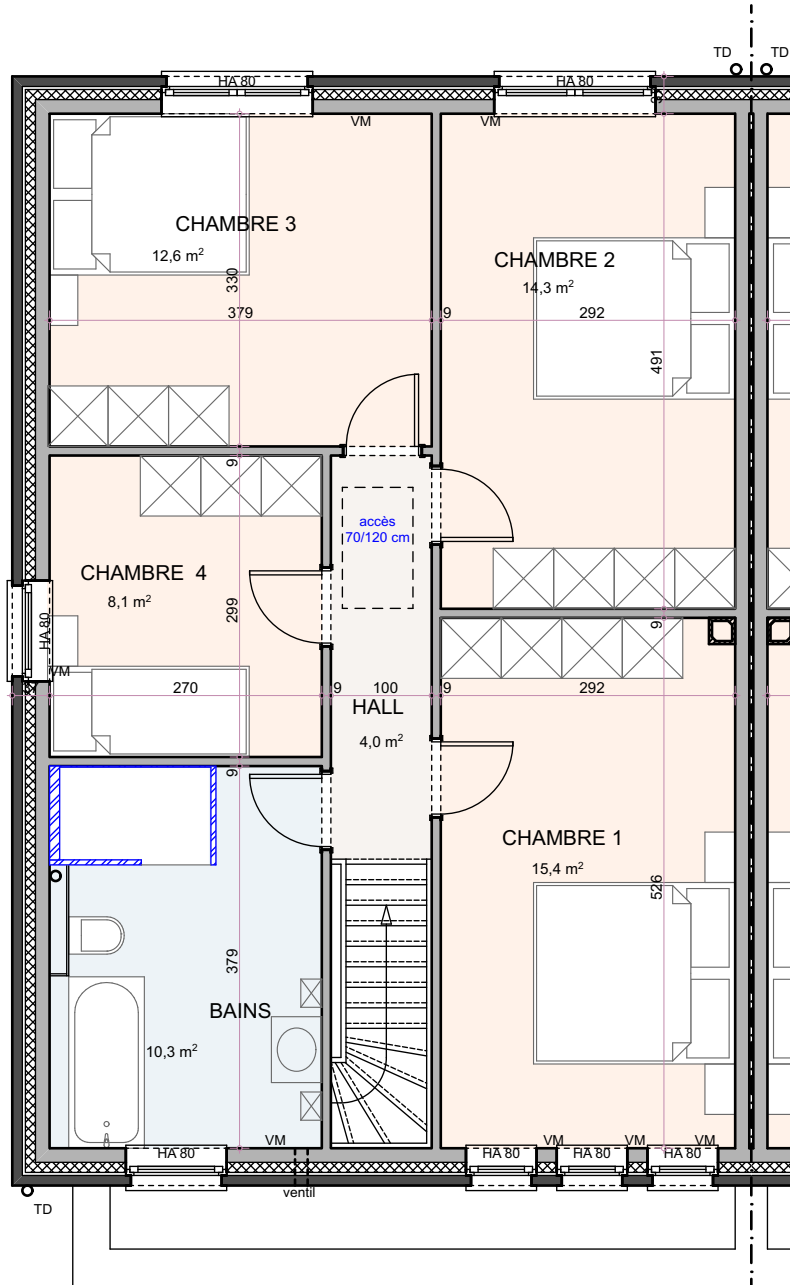 TD
TD
HA 80
HA 80
VM
VM
CHAMBRE 3
12,6 m²
330
379
9
CHAMBRE 2
14,3 m²
292
491
9
accès
70/120 cm
CHAMBRE 4
8,1 m²
299
HA 80
VM
270
9
100
9
292
9
HALL
4,0 m²
9
CHAMBRE 1
15,4 m²
526
379
BAINS
10,3 m²
VM
VM
VM
VM
HA 80
HA 80
HA 80
HA 80
ventil
TD